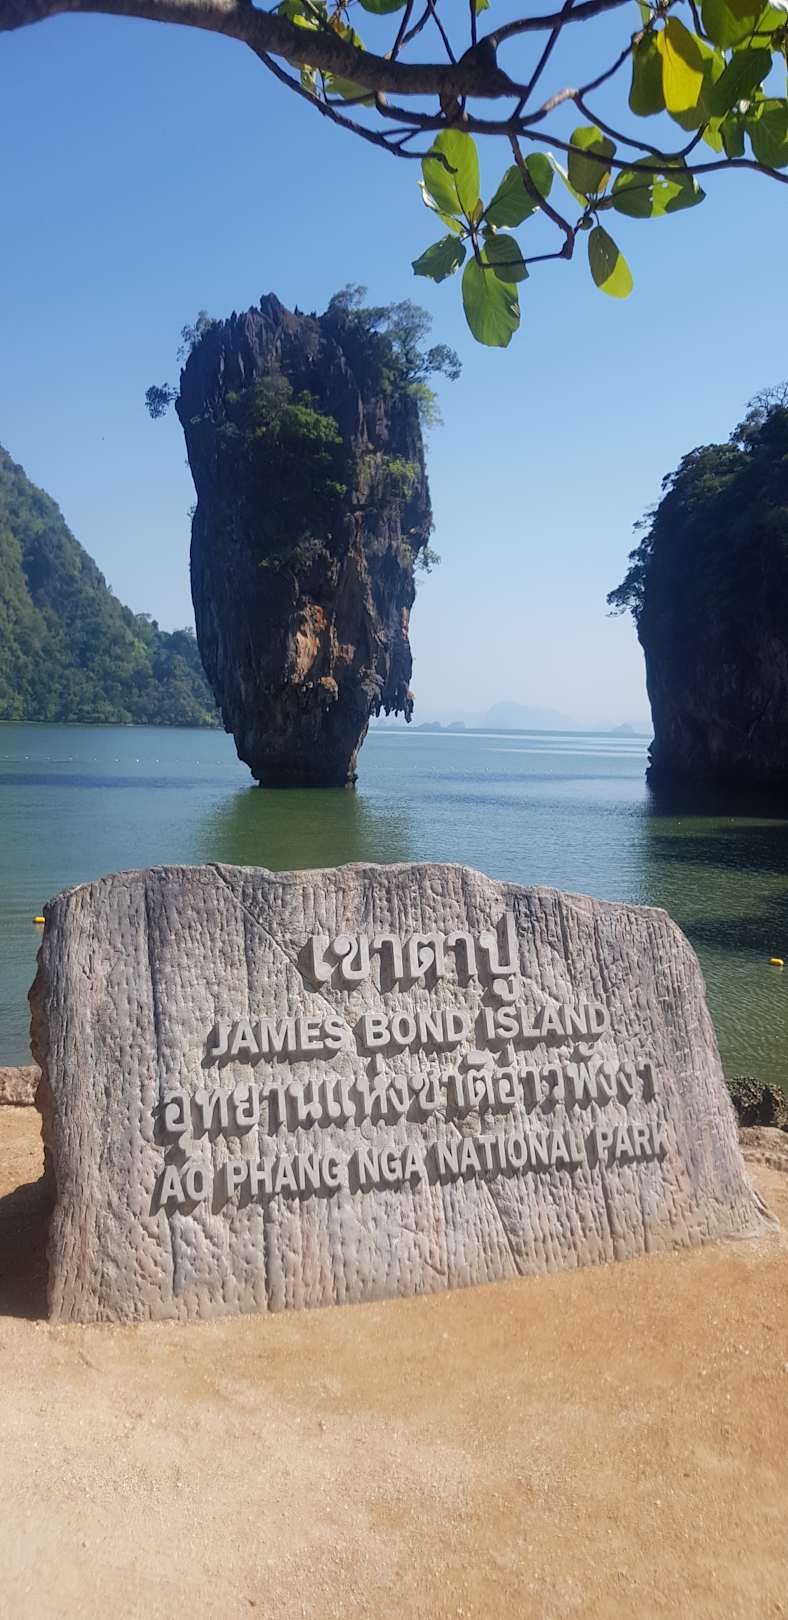 เขาตาปู
JAMES BOND ISLAND
อุทยานแห่งชาติอ่าวพังงา
AO PHANG NGA NATIONAL PARK